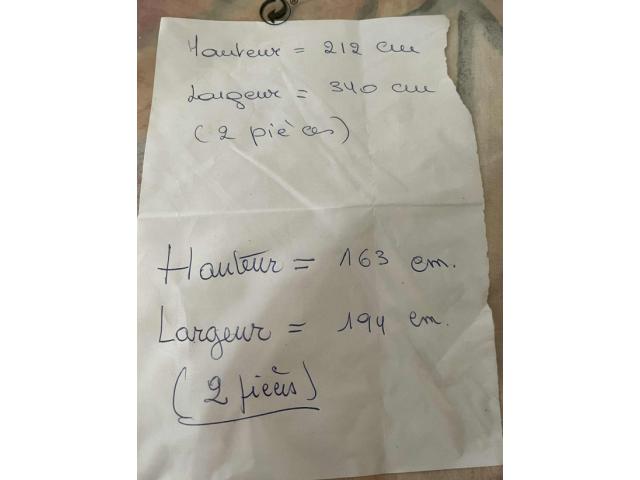 Hauteur = 212 cm
Largeur = 340 cm
(2 pièces)
Hauteur = 163 cm.
Largeur = 194 cm.
(2 pièces)